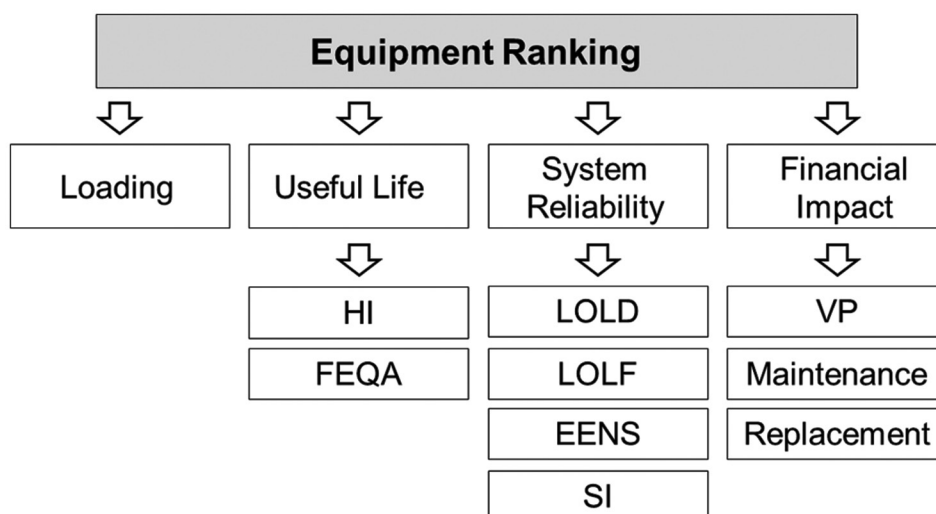 Equipment Ranking
Loading
Useful Life
System
Reliability
Financial
Impact
HI
FEQA
LOLD
LOLF
EENS
SI
VP
Maintenance
Replacement